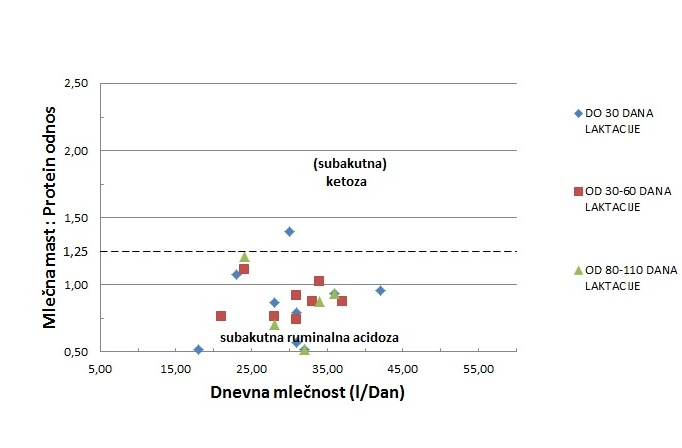 2,50
2,00
1,50
1,25
1,00
0,50
Mlečna mast : Protein odnos
(subakutna)
ketoza
subakutna ruminalna acidoza
5,00 15,00 25,00 35,00 45,00 55,00
Dnevna mlečnost (l/Dan)
DO 30 DANA
LAKTACIJE
OD 30-60 DANA
LAKTACIJE
OD 80-110 DANA
LAKTACIJE